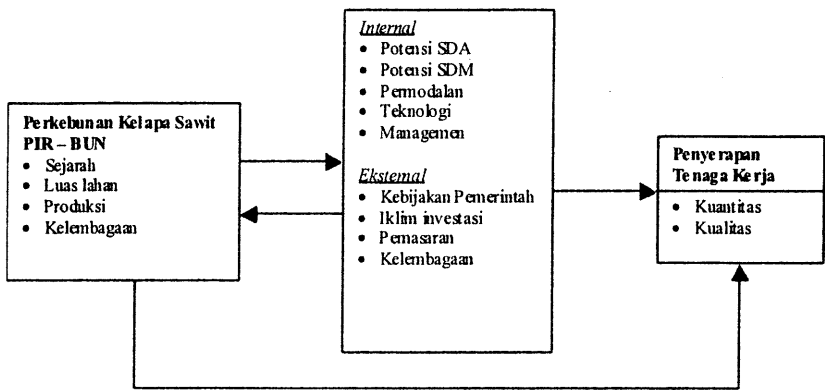 Perkebunan Kelapa Sawit
PIR – BUN
• Sejarah
• Luas lahan
• Produksi
• Kelembagaan
Internal
• Potensi SDA
• Potensi SDM
• Permodalan
• Teknologi
• Managemen
Eksternal
• Kebijakan Pemerintah
• Iklim investasi
• Pemasaran
• Kelembagaan
Penyerapan
Tenaga Kerja
• Kuantitas
• Kualitas